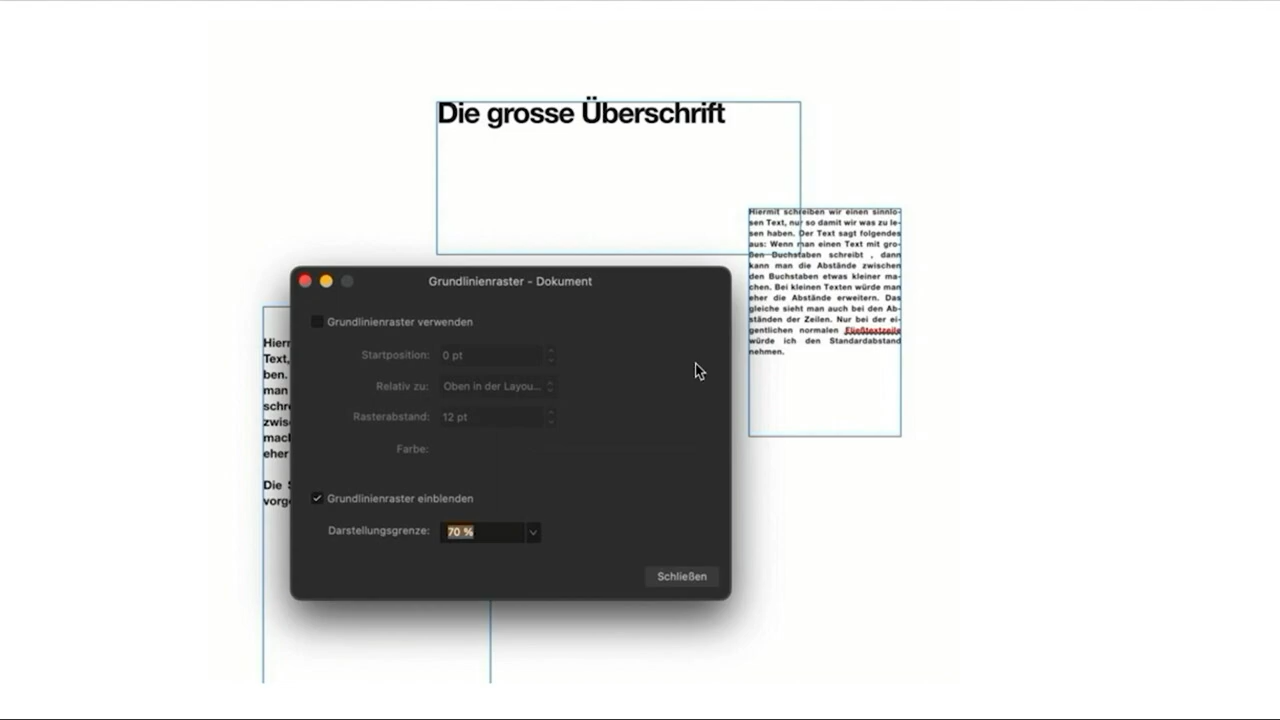 Die grosse Überschrift
Hiermit schreiben wir einen sinnlo-
sen Text, nur so damit wir was zu le-
sen haben. Der Text sagt folgendes
aus: Wenn man einen Text mit gro-
ßen Buchstaben schreibt , dann
kann man die Abstände zwischen
den Buchstaben etwas kleiner ma-
chen. Bei kleinen Texten würde man
eher die Abstände erweitern. Das
gleiche sieht man auch bei den Ab-
ständen der Zeilen. Nur bei der ei-
gentlichen normalen Fließtextzeile
würde ich den Standardabstand
nehmen.
Grundlinienraster – Dokument
Grundlinienraster verwenden
Startposition: 0 pt
Relativ zu: Oben in der Layou...
Rasterabstand: 12 pt
Farbe:
Grundlinienraster einblenden
Darstellungsgrenze: 70 %
Schließen
Hier
Text,
ben.
man
schre
zwis
mach
eher
Die S
vorge